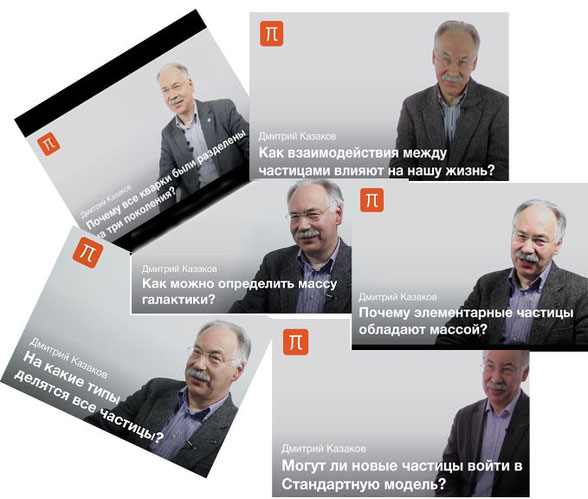 π
Дмитрий Казаков
Почему все кварки были разделены
на три поколения?
π
Дмитрий Казаков
Как взаимодействия между
частицами влияют на нашу жизнь?
Дмитрий Казаков
Как можно определить массу
галактики?
π
Дмитрий Казаков
Почему элементарные частицы
обладают массой?
π
Дмитрий Казаков
На какие типы
делятся все частицы?
π
Дмитрий Казаков
Могут ли новые частицы войти в
Стандартную модель?